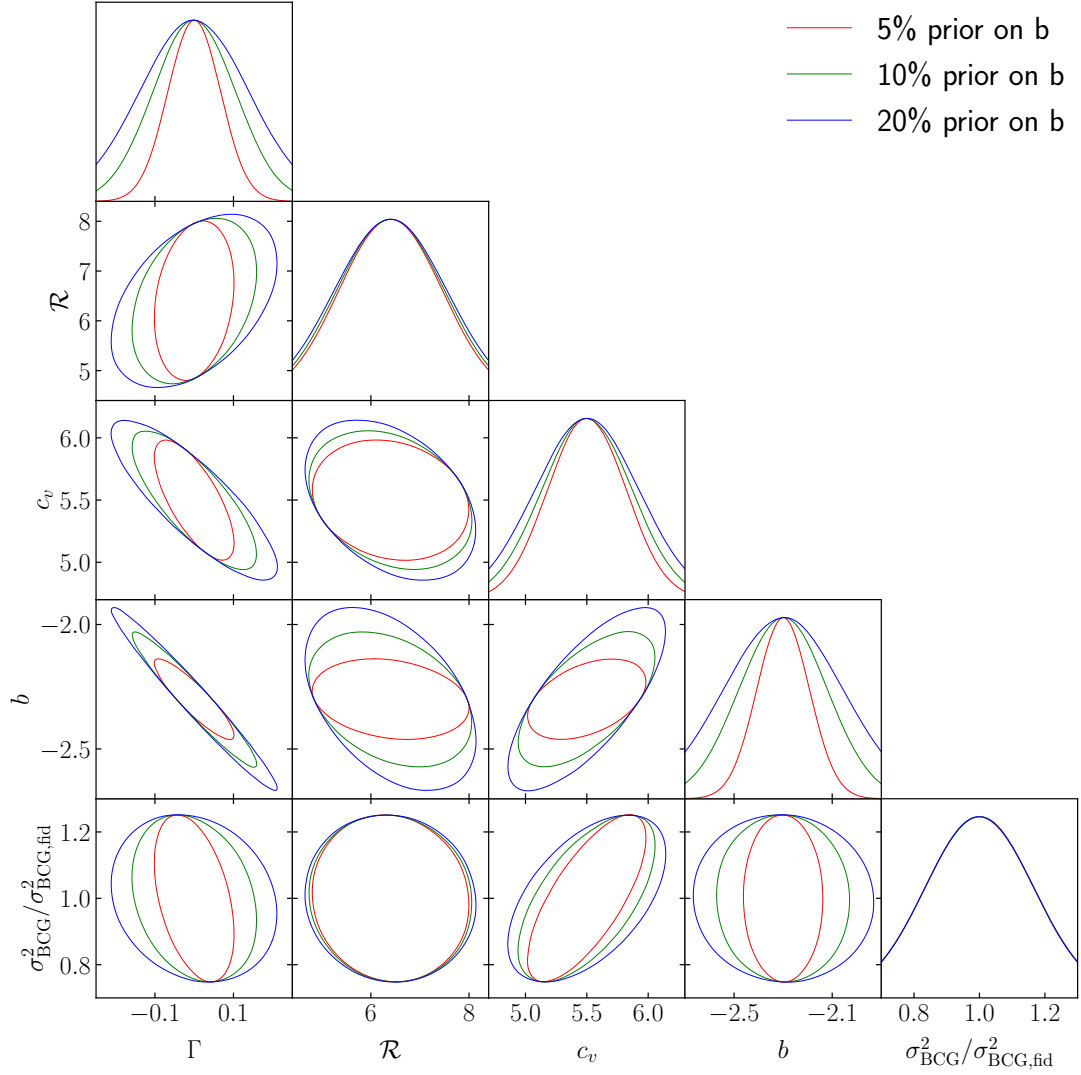 5% prior on b
10% prior on b
20% prior on b
8
7
6
5
ℛ
6.0
5.5
5.0
c_v
−2.0
−2.5
b
1.2
1.0
0.8
σ²_BCG/σ²_BCG,fid
−0.1 0.1 6 8 5.0 5.5 6.0 −2.5 −2.1 0.8 1.0 1.2
Γ ℛ c_v b σ²_BCG/σ²_BCG,fid